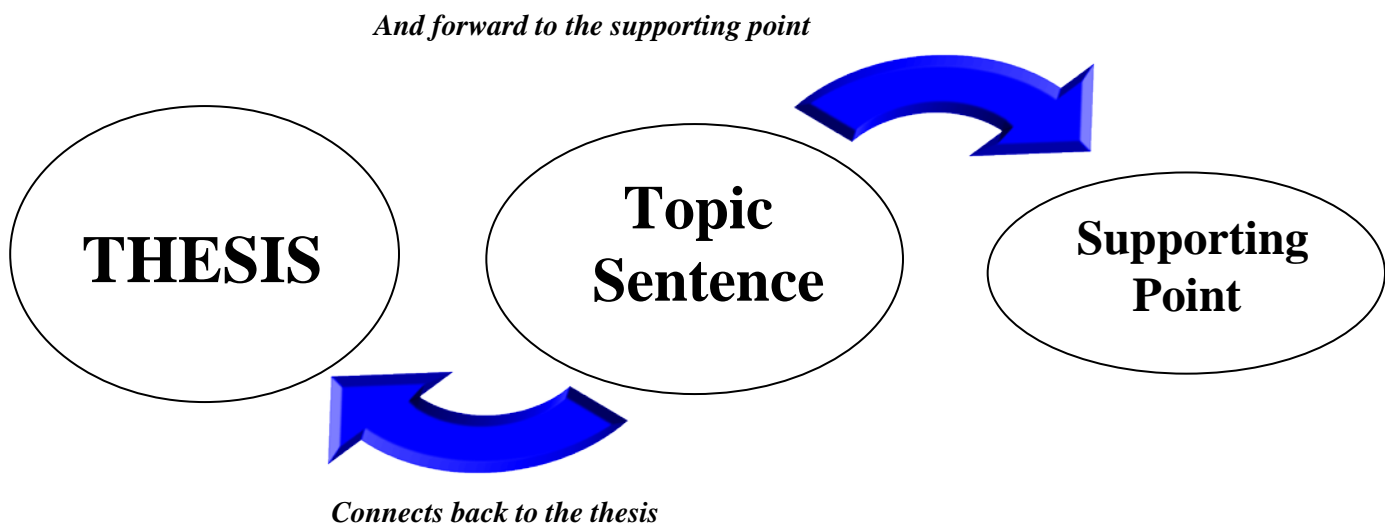 And forward to the supporting point
THESIS
Topic
Sentence
Supporting
Point
Connects back to the thesis